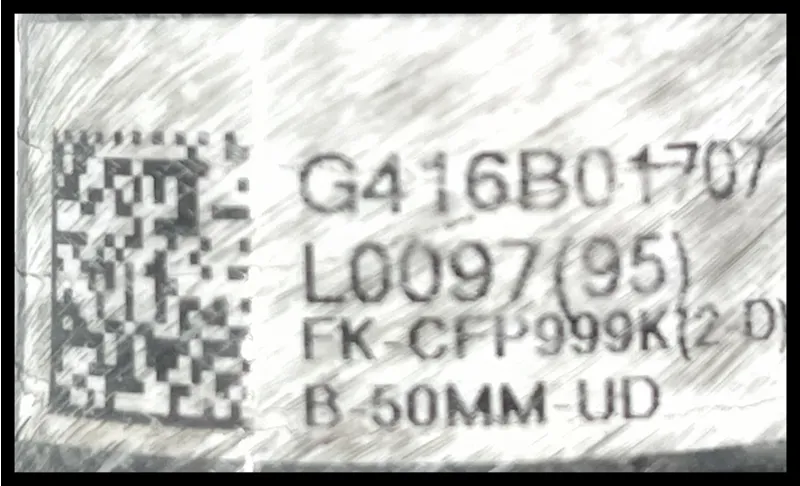 G416B01707
L0097(95)
FK-CFP999K(2 D)
B-50MM-UD